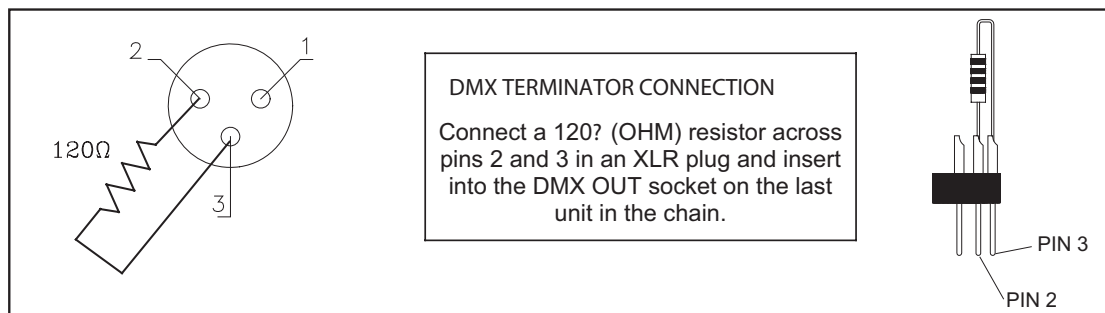 2
1
120Ω
3
DMX TERMINATOR CONNECTION
Connect a 120? (OHM) resistor across
pins 2 and 3 in an XLR plug and insert
into the DMX OUT socket on the last
unit in the chain.
PIN 3
PIN 2